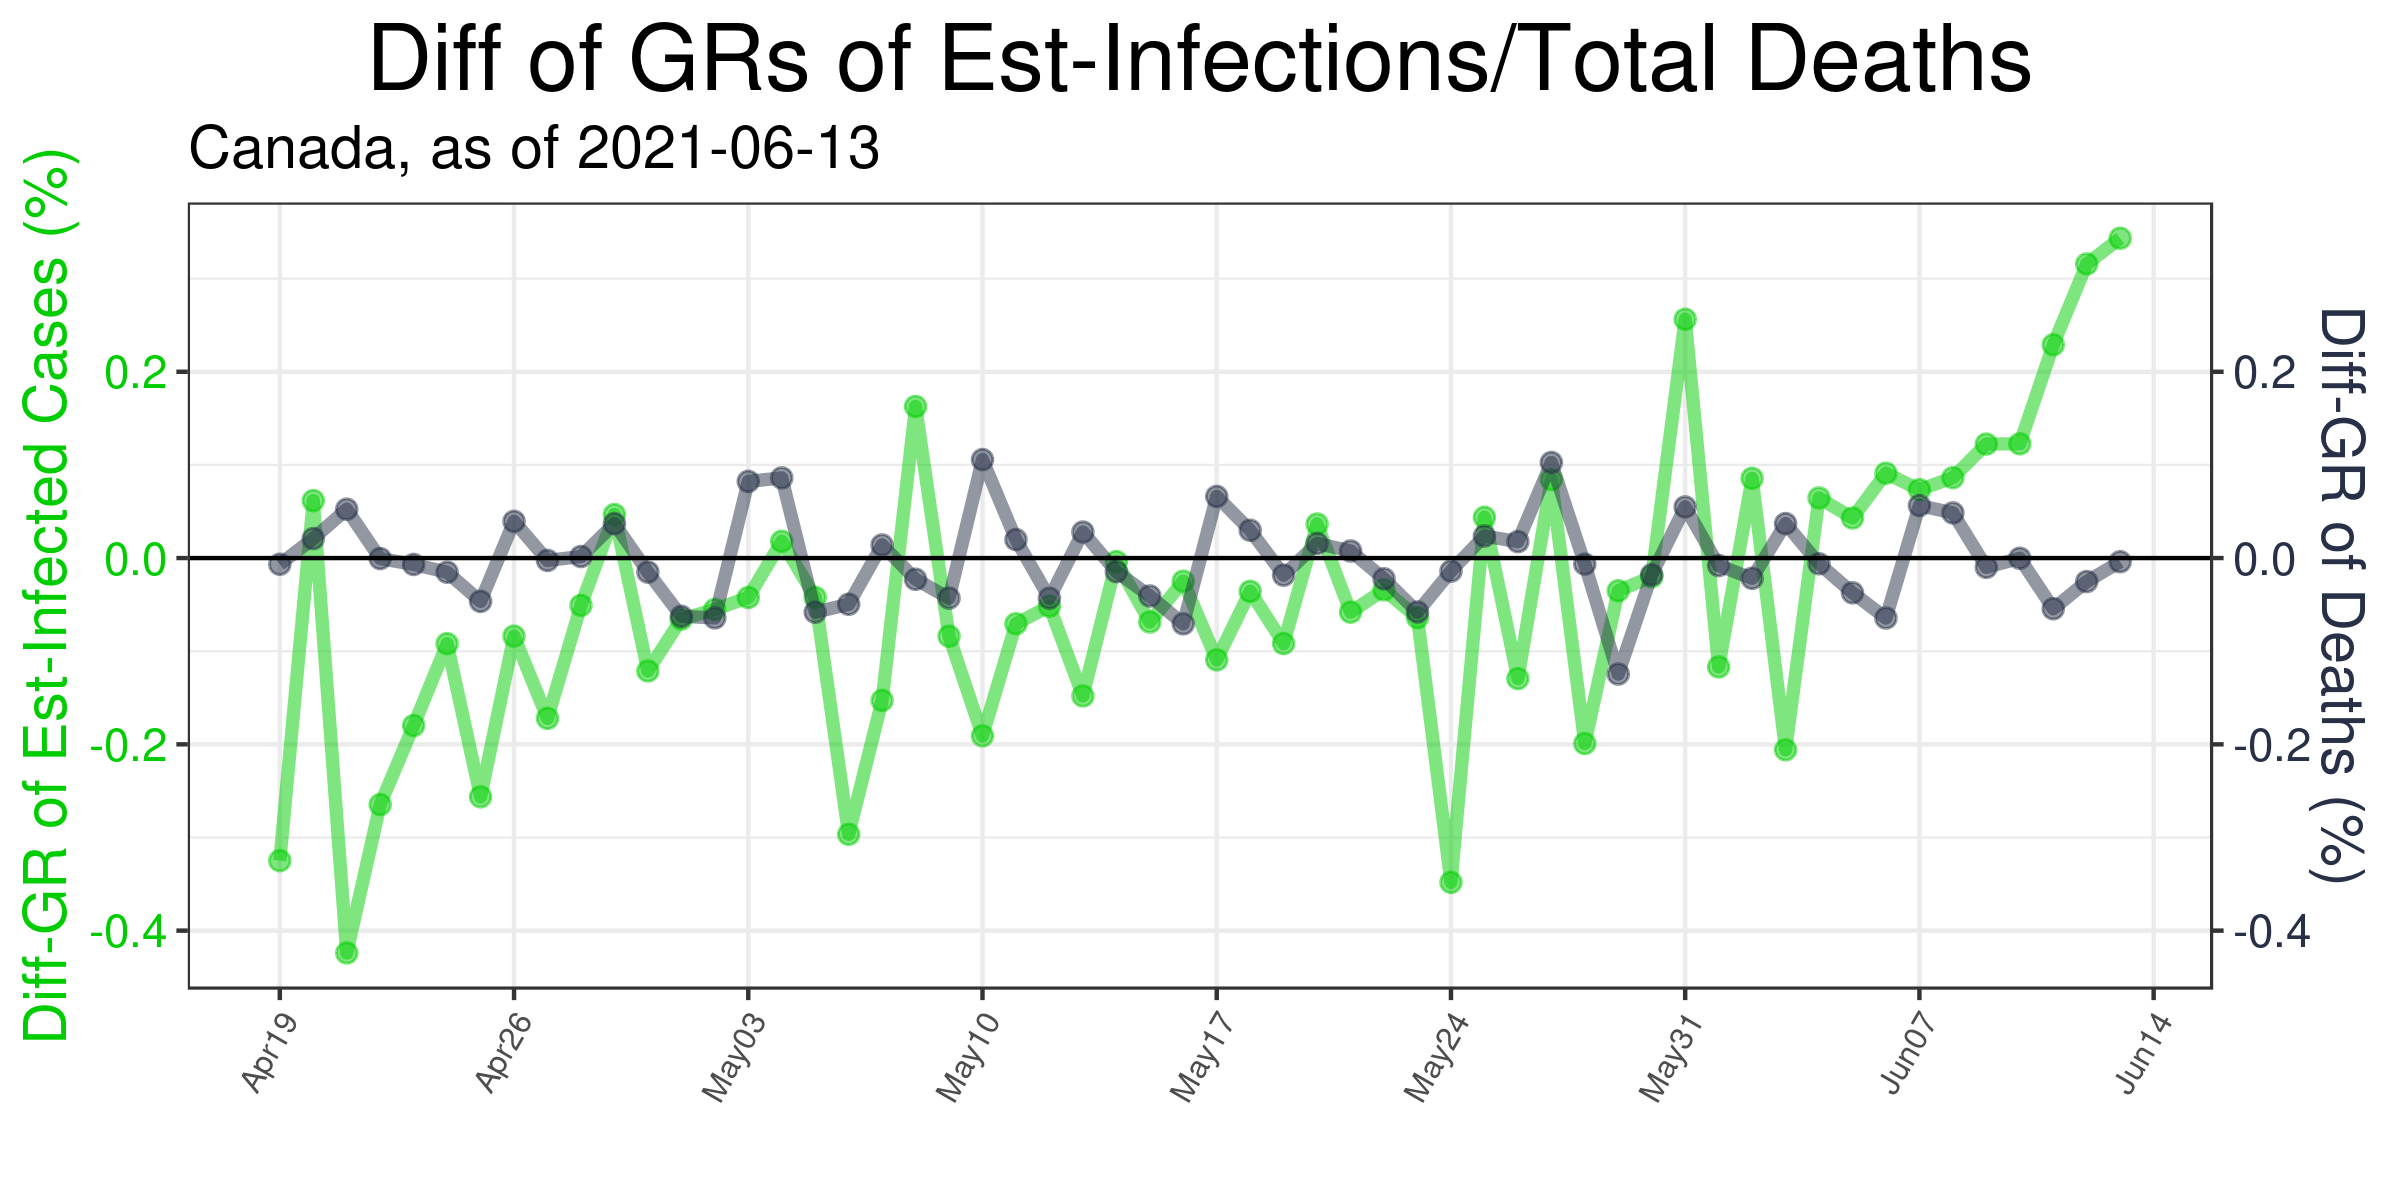 Diff of GRs of Est-Infections/Total Deaths
Canada, as of 2021-06-13
Diff-GR of Est-Infected Cases (%)
0.2
0.0
-0.2
-0.4
0.2
0.0
-0.2
-0.4
Diff-GR of Deaths (%)
Apr19
Apr26
May03
May10
May17
May24
May31
Jun07
Jun14